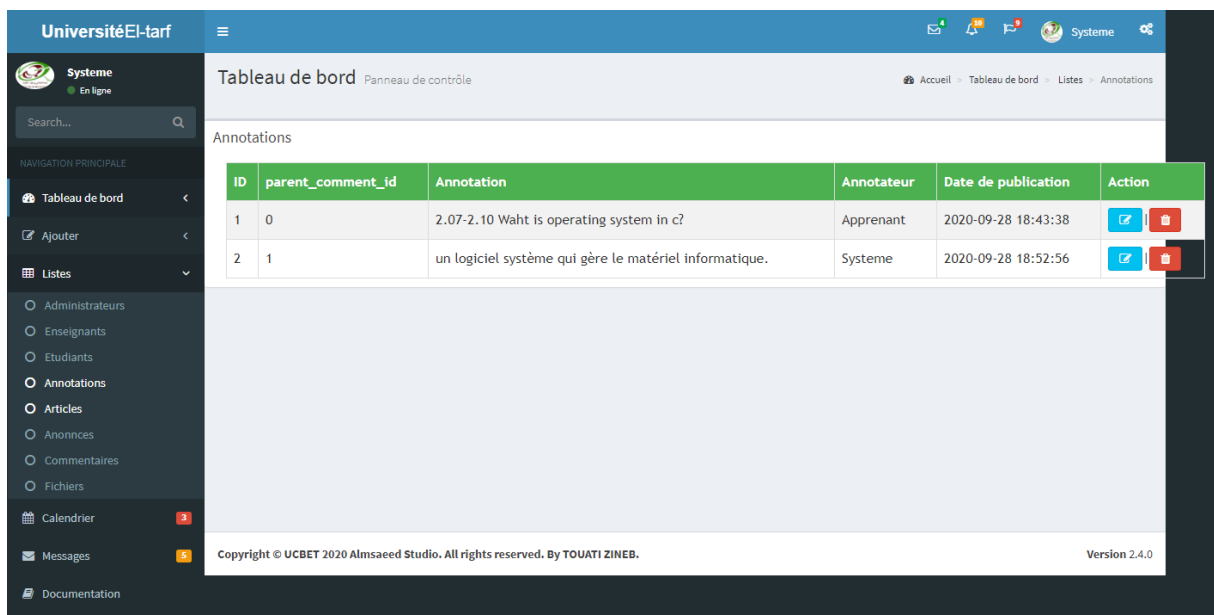 UniversitéEl-tarf
4 10 9 Systeme
Systeme
En ligne
Search...
NAVIGATION PRINCIPALE
Tableau de bord
Ajouter
Listes
Administrateurs
Enseignants
Etudiants
Annotations
Articles
Anonnces
Commentaires
Fichiers
Calendrier 3
Messages 5
Documentation
Tableau de bord Panneau de contrôle
Accueil > Tableau de bord > Listes > Annotations
Annotations
ID parent_comment_id Annotation Annotateur Date de publication Action
1 0 2.07-2.10 Waht is operating system in c? Apprenant 2020-09-28 18:43:38 |
2 1 un logiciel système qui gère le matériel informatique. Systeme 2020-09-28 18:52:56 |
Copyright © UCBET 2020 Almsaeed Studio. All rights reserved. By TOUATI ZINEB. Version 2.4.0